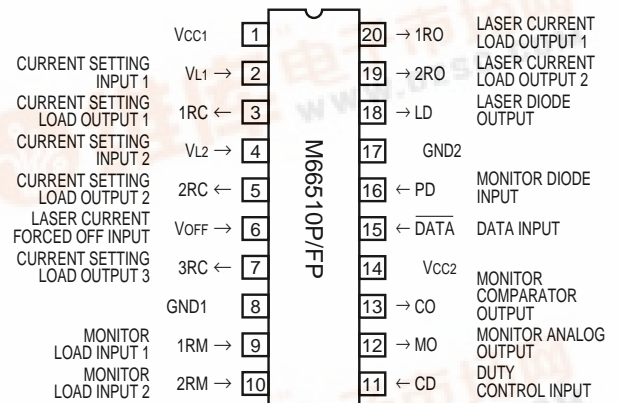 Vcc1 1
CURRENT SETTING
INPUT 1
VL1 → 2
CURRENT SETTING
LOAD OUTPUT 1
1RC ← 3
CURRENT SETTING
INPUT 2
VL2 → 4
CURRENT SETTING
LOAD OUTPUT 2
2RC ← 5
LASER CURRENT
FORCED OFF INPUT
VOFF → 6
CURRENT SETTING
LOAD OUTPUT 3
3RC ← 7
GND1 8
MONITOR
LOAD INPUT 1
1RM → 9
MONITOR
LOAD INPUT 2
2RM → 10
M66510P/FP
20 → 1RO
LASER CURRENT
LOAD OUTPUT 1
19 → 2RO
LASER CURRENT
LOAD OUTPUT 2
18 → LD
LASER DIODE
OUTPUT
17 GND2
16 ← PD
MONITOR DIODE
INPUT
15 ← DATA DATA INPUT
14 Vcc2
13 → CO
MONITOR
COMPARATOR
OUTPUT
12 → MO
MONITOR ANALOG
OUTPUT
11 ← CD
DUTY
CONTROL INPUT